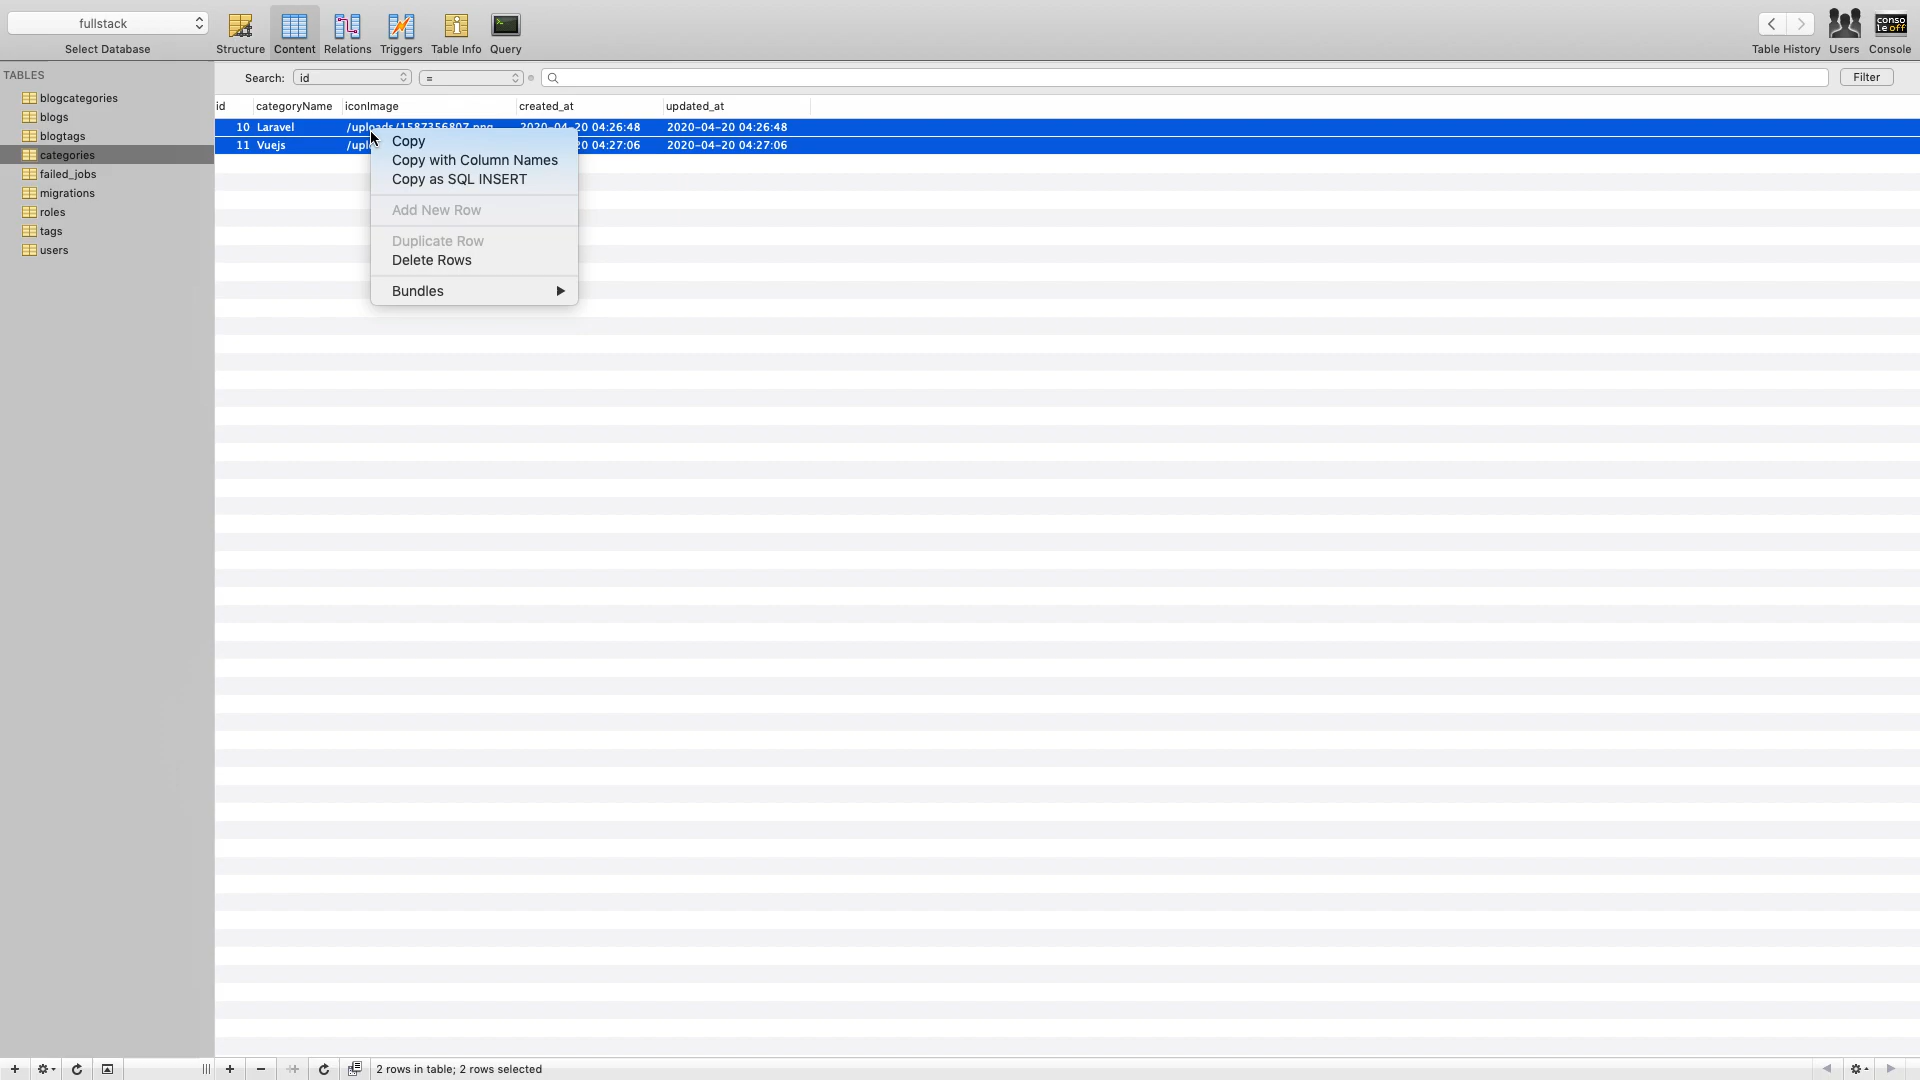 fullstack
Select Database
Structure
Content
Relations
Triggers
Table Info
Query
Table History
Users
Console
TABLES
blogcategories
blogs
blogtags
categories
failed_jobs
migrations
roles
tags
users
Search: id = Filter
id categoryName iconImage created_at updated_at
10 Laravel /uploads/1587356807.png 2020-04-20 04:26:48 2020-04-20 04:26:48
11 Vuejs 04:27:06 2020-04-20 04:27:06
Copy
Copy with Column Names
Copy as SQL INSERT
Add New Row
Duplicate Row
Delete Rows
Bundles
2 rows in table; 2 rows selected